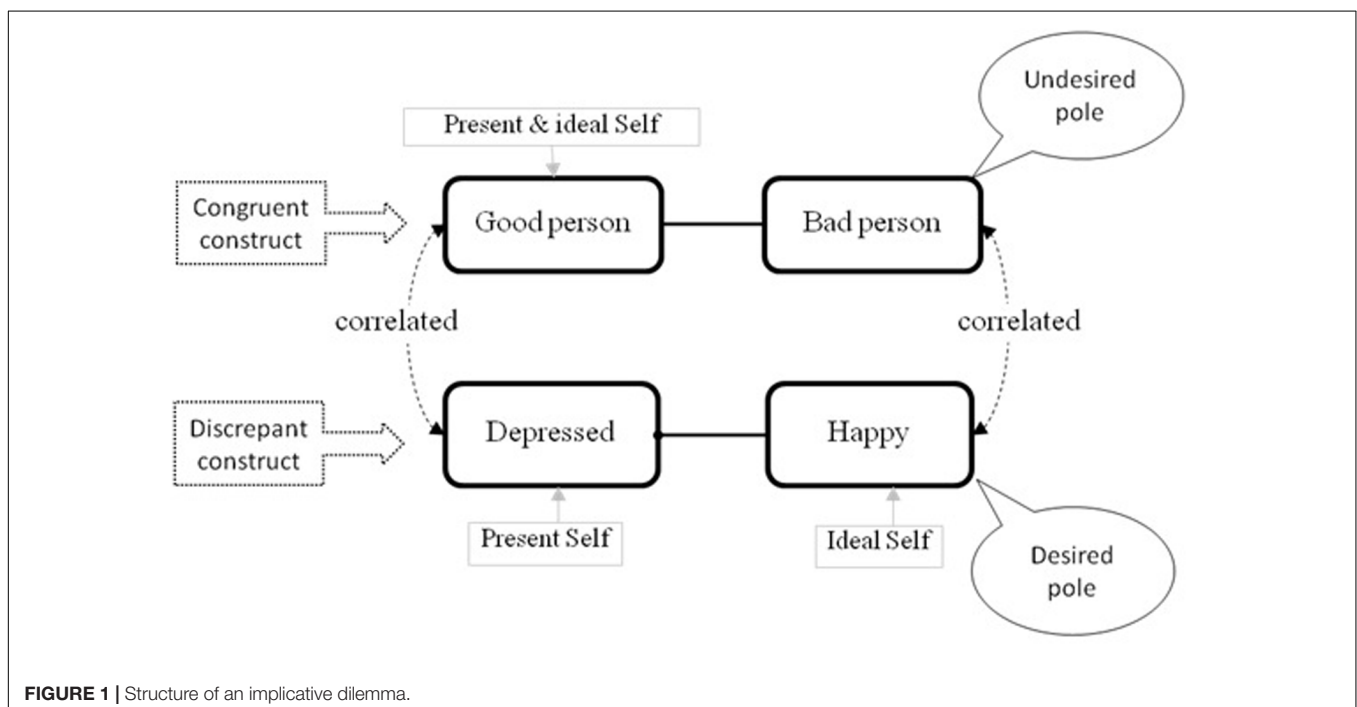 Undesired
pole
Present & ideal Self
Congruent
construct
Good person
Bad person
correlated
correlated
Discrepant
construct
Depressed
Happy
Present Self
Ideal Self
Desired
pole
FIGURE 1 | Structure of an implicative dilemma.